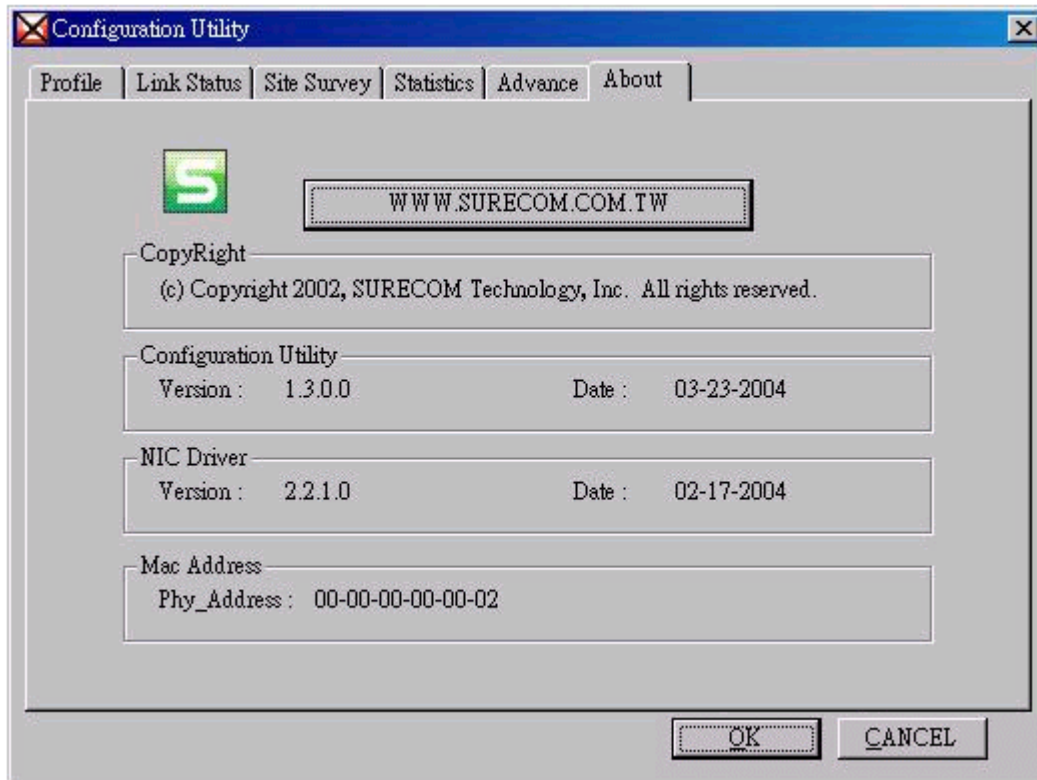 Configuration Utility
Profile Link Status Site Survey Statistics Advance About
S
WWW.SURECOM.COM.TW
CopyRight
(c) Copyright 2002, SURECOM Technology, Inc. All rights reserved.
Configuration Utility
Version : 1.3.0.0 Date : 03-23-2004
NIC Driver
Version : 2.2.1.0 Date : 02-17-2004
Mac Address
Phy_Address : 00-00-00-00-00-02
OK CANCEL